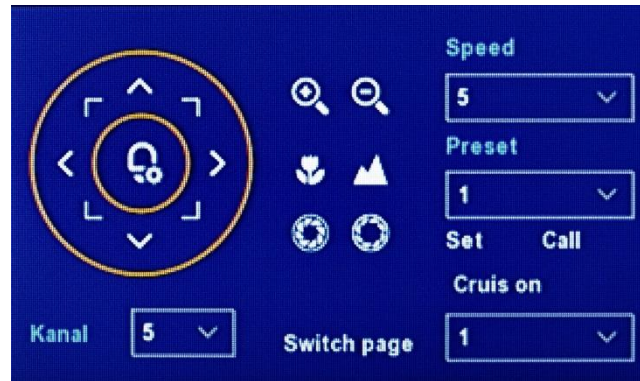 Speed
5
Preset
1
Set Call
Cruis on
Kanal 5 Switch page 1